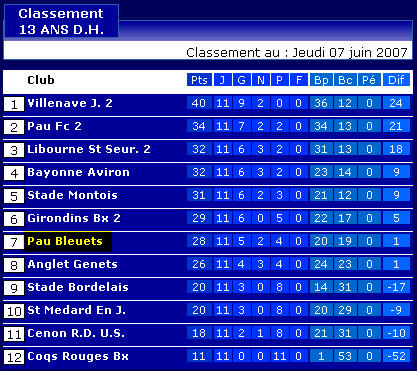 Classement
13 ANS D.H.
Classement au : Jeudi 07 juin 2007
Club Pts J G N P F Bp Bc Pé Dif
1 Villenave J. 2 40 11 9 2 0 0 36 12 0 24
2 Pau Fc 2 34 11 7 2 2 0 34 13 0 21
3 Libourne St Seur. 2 32 11 6 3 2 0 31 13 0 18
4 Bayonne Aviron 32 11 6 3 2 0 23 14 0 9
5 Stade Montois 31 11 6 2 3 0 21 12 0 9
6 Girondins Bx 2 29 11 6 0 5 0 22 17 0 5
7 Pau Bleuets 28 11 5 2 4 0 20 19 0 1
8 Anglet Genets 26 11 4 3 4 0 24 23 0 1
9 Stade Bordelais 20 11 3 0 8 0 14 31 0 -17
10 St Medard En J. 20 11 3 0 8 0 20 29 0 -9
11 Cenon R.D. U.S. 18 11 2 1 8 0 21 31 0 -10
12 Coqs Rouges Bx 11 11 0 0 11 0 1 53 0 -52